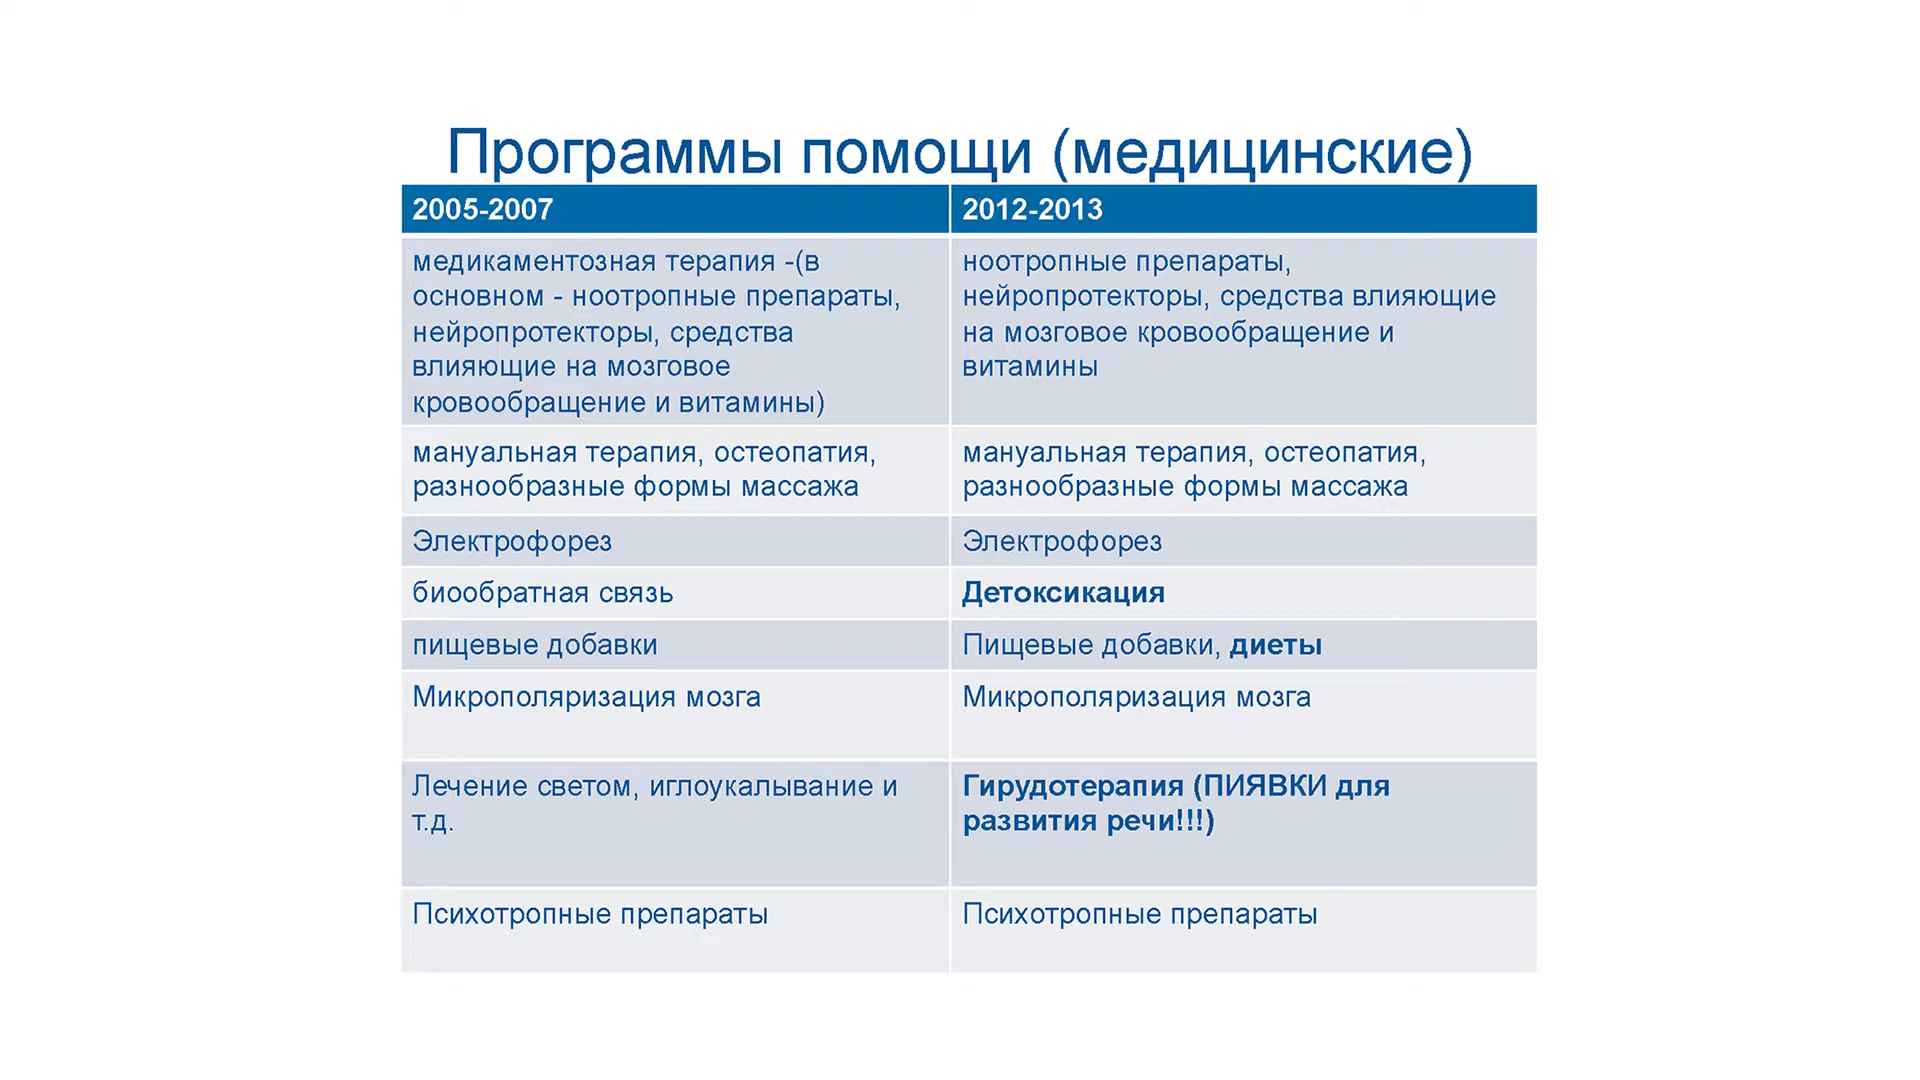 Программы помощи (медицинские)
2005-2007
2012-2013
медикаментозная терапия -(в
основном - ноотропные препараты,
нейропротекторы, средства
влияющие на мозговое
кровообращение и витамины)
ноотропные препараты,
нейропротекторы, средства влияющие
на мозговое кровообращение и
витамины
мануальная терапия, остеопатия,
разнообразные формы массажа
мануальная терапия, остеопатия,
разнообразные формы массажа
Электрофорез
Электрофорез
биообратная связь
Детоксикация
пищевые добавки
Пищевые добавки, диеты
Микрополяризация мозга
Микрополяризация мозга
Лечение светом, иглоукалывание и
т.д.
Гирудотерапия (ПИЯВКИ для
развития речи!!!)
Психотропные препараты
Психотропные препараты